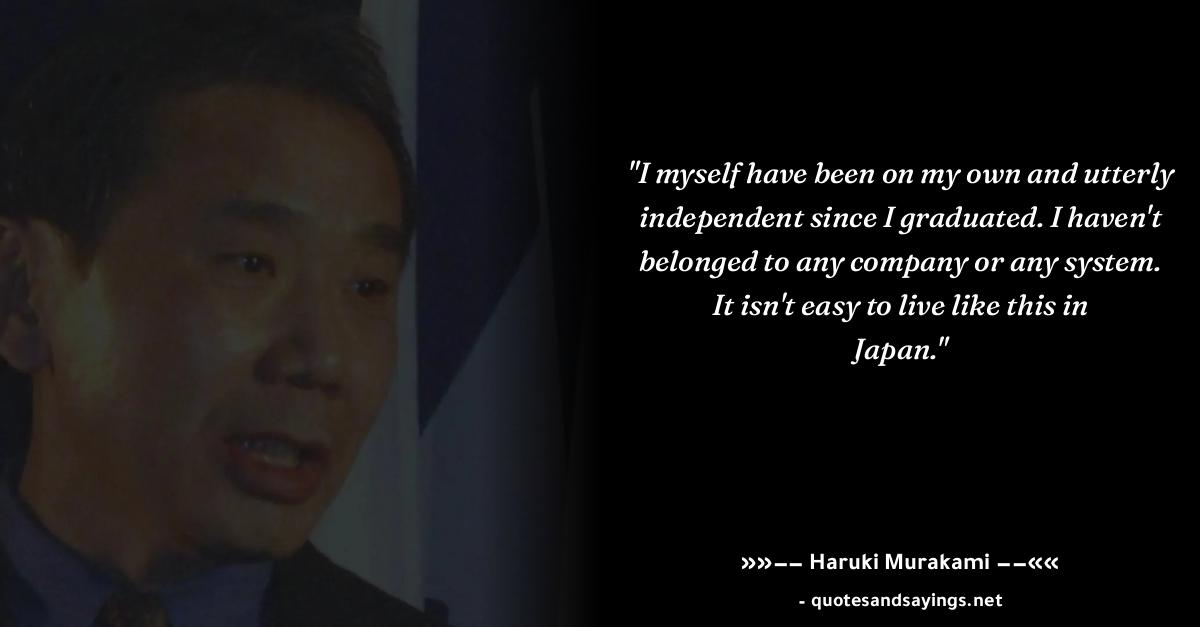 "I myself have been on my own and utterly
independent since I graduated. I haven't
belonged to any company or any system.
It isn't easy to live like this in
Japan."
»»−− Haruki Murakami −−««
- quotesandsayings.net